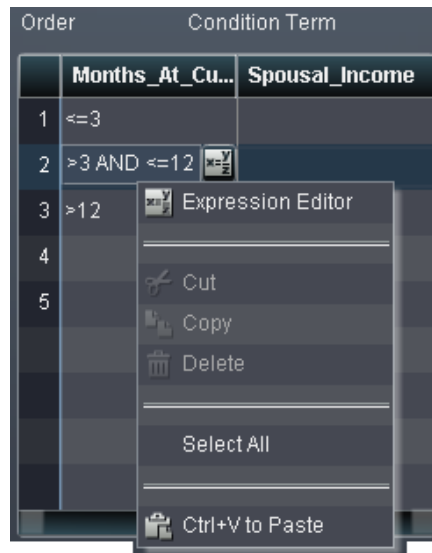 Order Condition Term
Months_At_Cu... Spousal_Income
1 <=3
2 >3 AND <=12
Expression Editor
3 >12
4
Cut
5
Copy
Delete
Select All
Ctrl+V to Paste